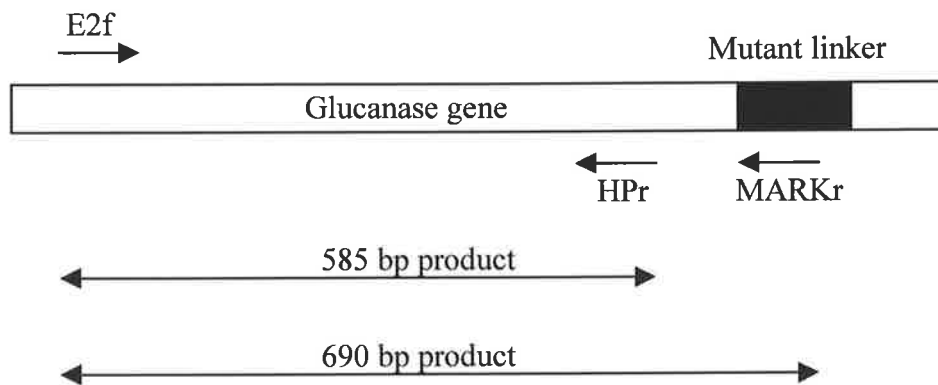 E2f
Mutant linker
Glucanase gene
HPr
MARKr
585 bp product
690 bp product